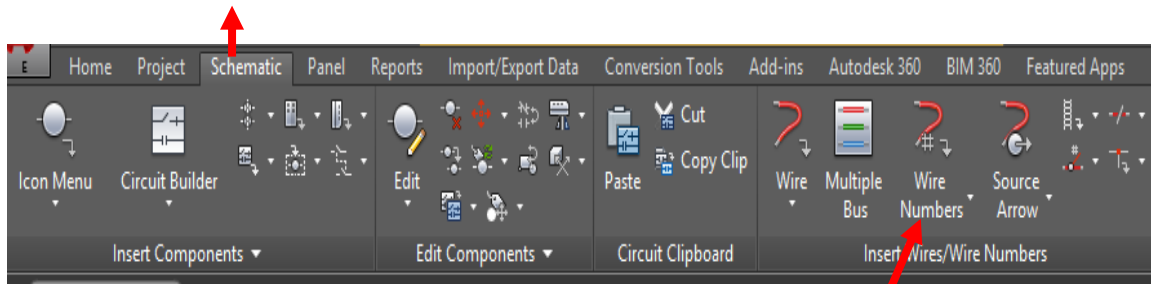 E Home Project Schematic Panel Reports Import/Export Data Conversion Tools Add-ins Autodesk 360 BIM 360 Featured Apps
Cut
Copy Clip
Icon Menu Circuit Builder Edit Paste Wire Multiple Bus Wire Numbers Source Arrow
Insert Components Edit Components Circuit Clipboard Insert Wires/Wire Numbers